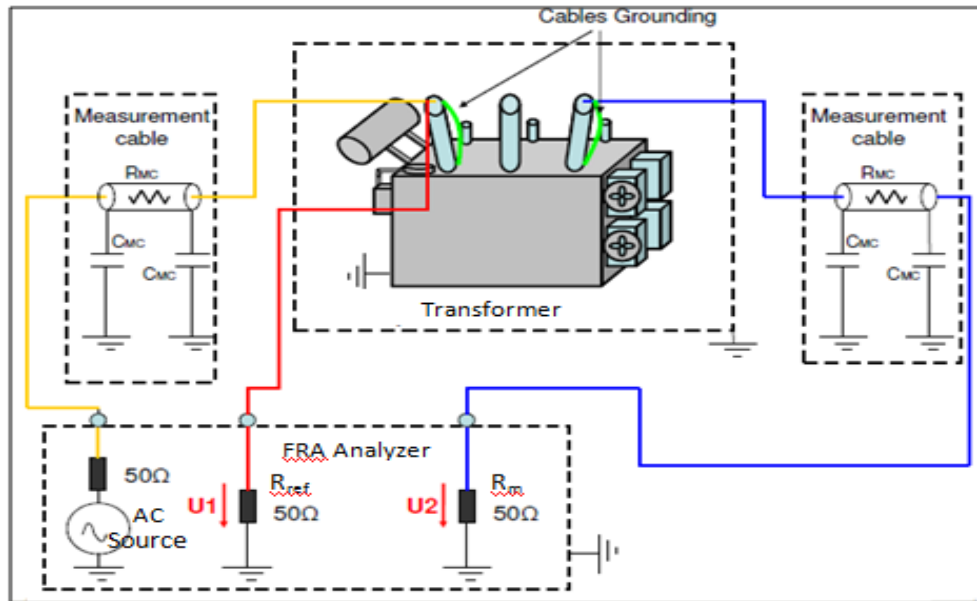 Cables Grounding
Measurement
cable
RMC
CMC
CMC
Transformer
Measurement
cable
RMC
CMC
CMC
FRA Analyzer
50Ω
AC
Source
U1
Rref
50Ω
U2
Rm
50Ω